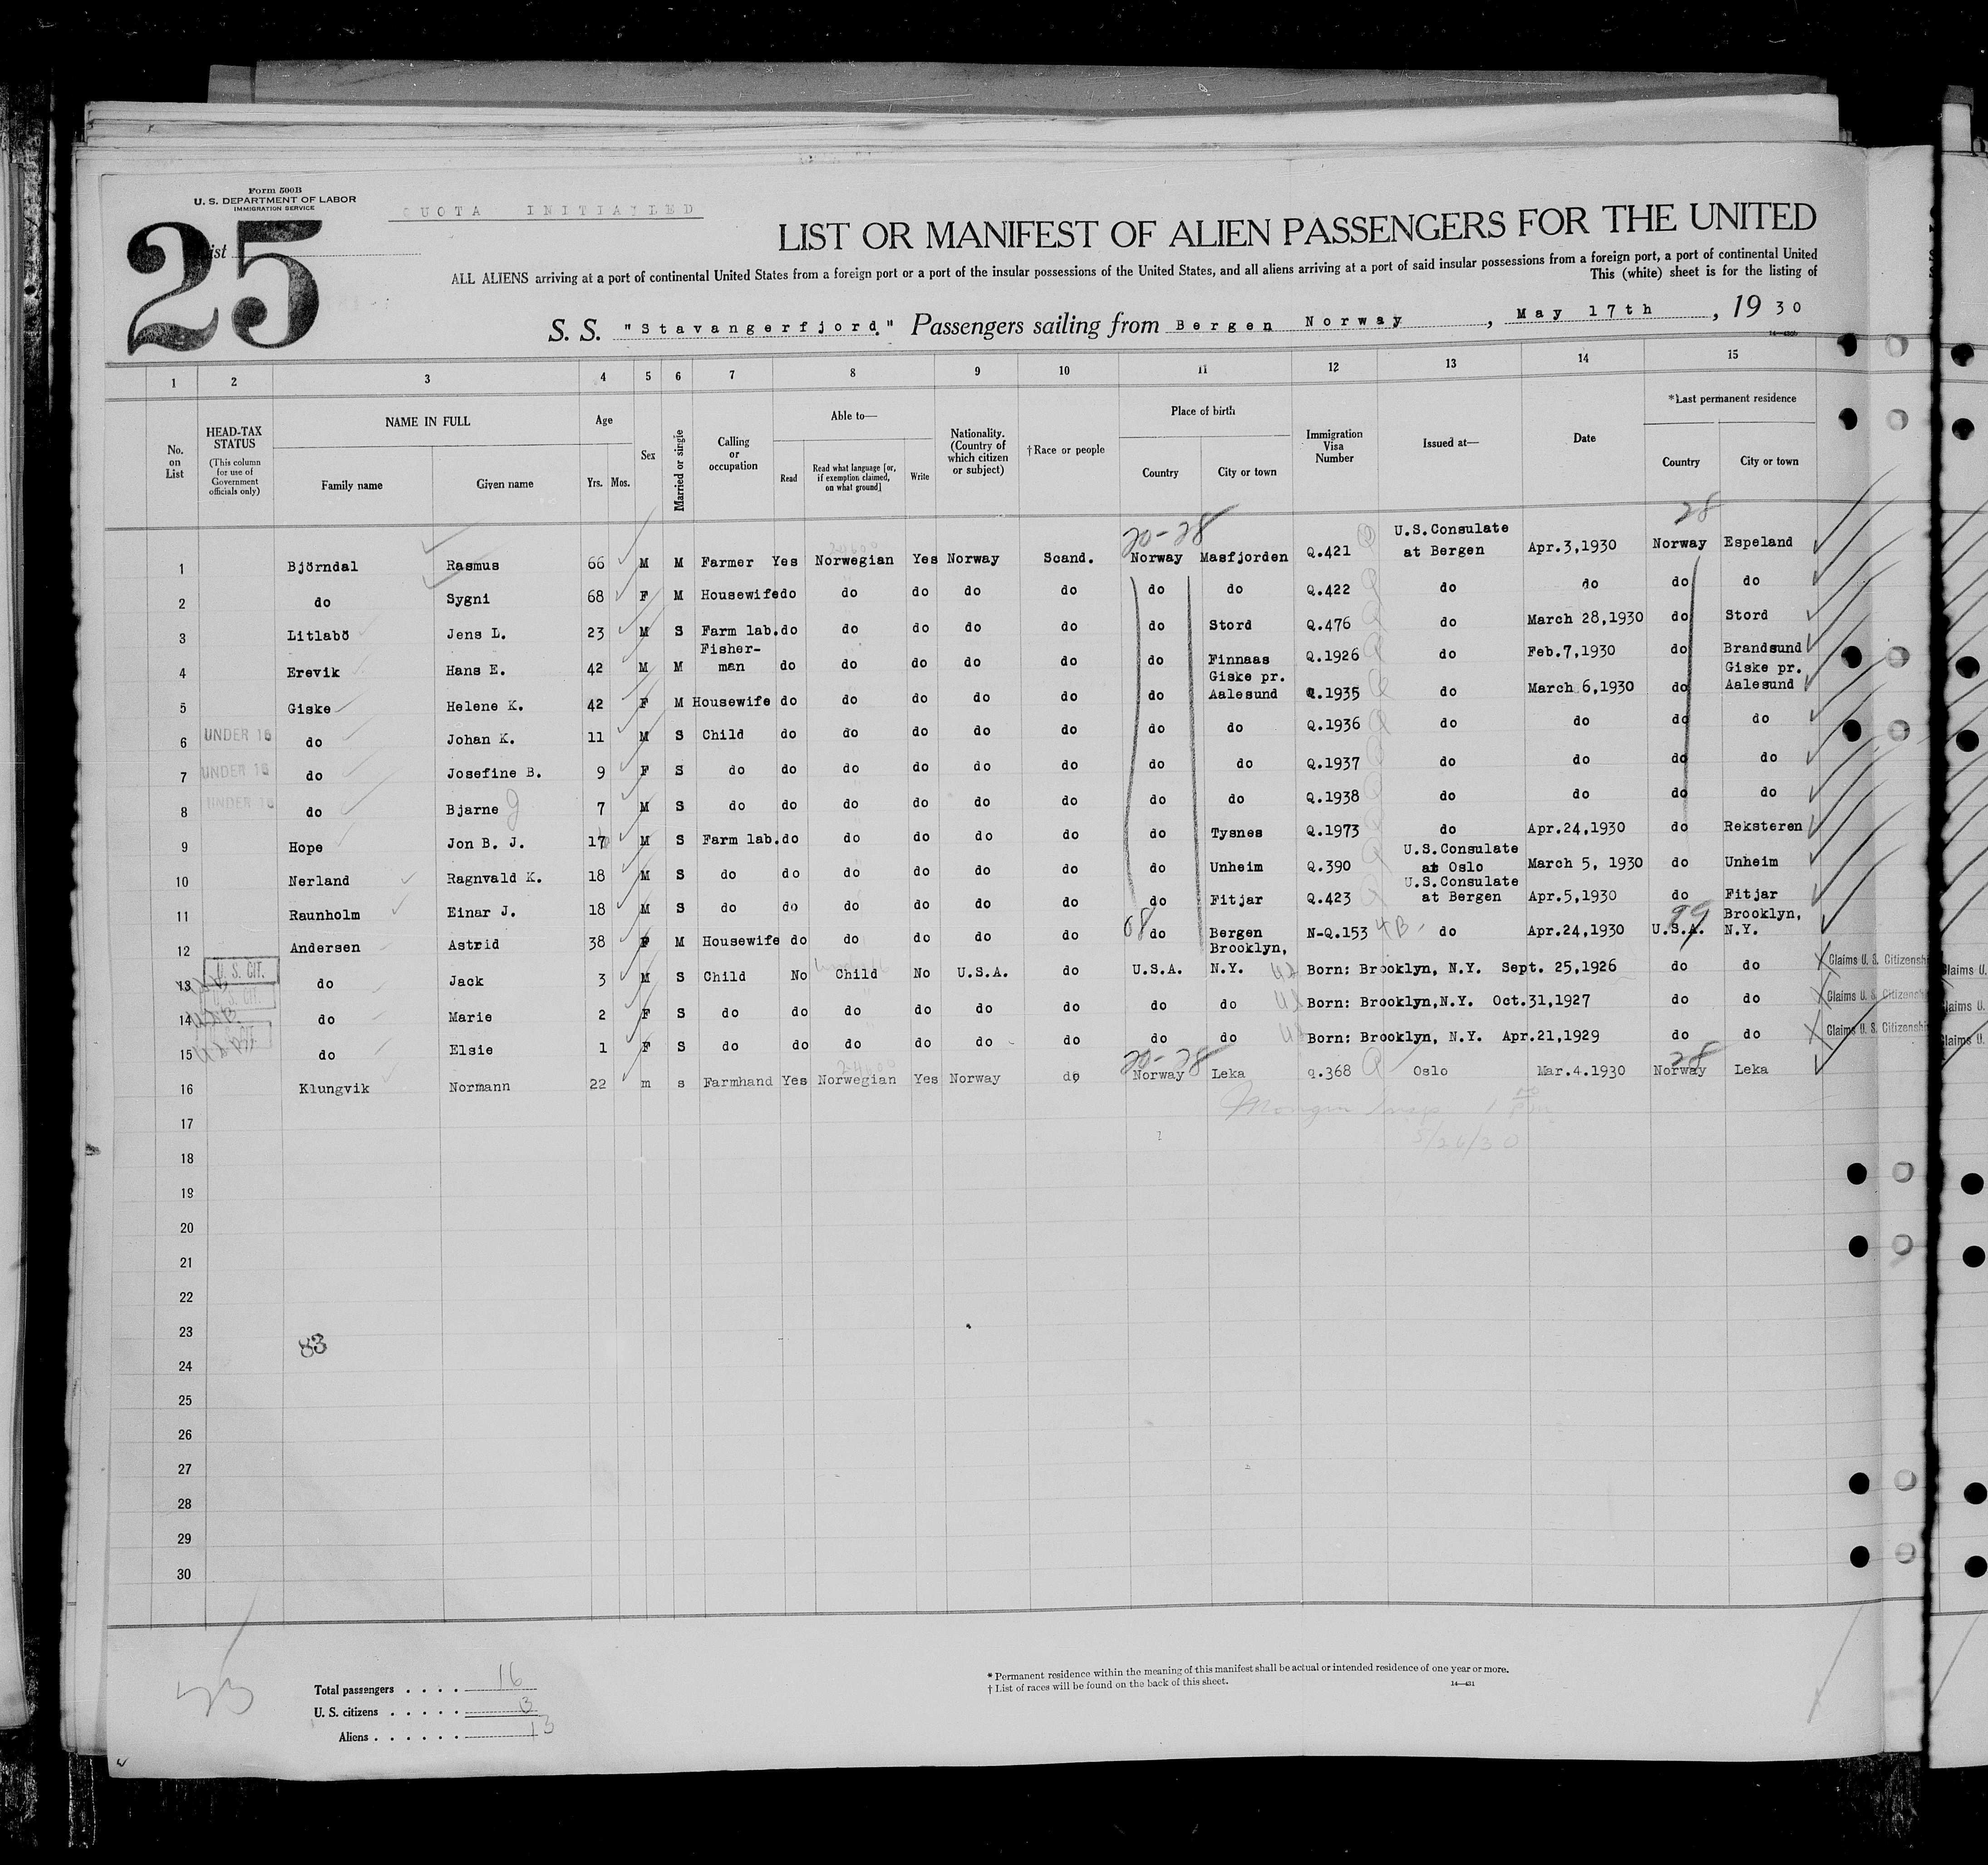 Form 500B
U. S. DEPARTMENT OF LABOR
IMMIGRATION SERVICE
QUOTA INITIALLED
25
List
LIST OR MANIFEST OF ALIEN PASSENGERS FOR THE UNITED
ALL ALIENS arriving at a port of continental United States from a foreign port or a port of the insular possessions of the United States, and all aliens arriving at a port of said insular possessions from a foreign port, a port of continental United
This (white) sheet is for the listing of
S. S. "Stavangerfjord." Passengers sailing from Bergen Norway, May 17th, 1930
1 2 3 4 5 6 7 8 9 10 11 12 13 14 15
No. on List
HEAD-TAX STATUS (This column for use of Government officials only)
NAME IN FULL
Family name Given name
Age
Yrs. Mos.
Sex
Married or single
Calling or occupation
Able to—
Read Read what language [or, if exemption claimed, on what ground] Write
Nationality. (Country of which citizen or subject)
†Race or people
Place of birth
Country City or town
Immigration Visa Number
Issued at—
Date
*Last permanent residence
Country City or town
20-28 28
1 Björndal Rasmus 66 M M Farmer Yes Norwegian Yes Norway Scand. Norway Masfjorden Q.421 U.S.Consulate at Bergen Apr.3,1930 Norway Espeland
2 do Sygni 68 F M Housewife do do do do do do do Q.422 do do do do
3 Litlabö Jens L. 23 M S Farm lab. do do do do do do Stord Q.476 do March 28,1930 do Stord
4 Erevik Hans E. 42 M M Fisher-man do do do do do do Finnaas Q.1926 do Feb.7,1930 do Brandsund
5 Giske Helene K. 42 F M Housewife do do do do do do Giske pr. Aalesund Q.1935 do March 6,1930 do Giske pr. Aalesund
6 UNDER 16 do Johan K. 11 M S Child do do do do do do do Q.1936 do do do do
7 UNDER 16 do Josefine B. 9 F S do do do do do do do do Q.1937 do do do do
8 UNDER 16 do Bjarne 7 M S do do do do do do do do Q.1938 do do do do
9 Hope Jon B. J. 17 M S Farm lab. do do do do do do Tysnes Q.1973 do Apr.24,1930 do Reksteren
10 Nerland Ragnvald K. 18 M S do do do do do do do Unheim Q.390 U.S.Consulate at Oslo March 5, 1930 do Unheim
11 Raunholm Einar J. 18 M S do do do do do do do Fitjar Q.423 U.S.Consulate at Bergen Apr.5,1930 do Fitjar
12 Andersen Astrid 38 F M Housewife do do do do do 08 do Bergen N-Q.153 4B do Apr.24,1930 99 U.S.A. Brooklyn, N.Y.
13 U.S. CIT. do Jack 3 M S Child No Child No U.S.A. do U.S.A. Brooklyn, N.Y. Born: Brooklyn, N.Y. Sept. 25,1926 do do Claims U. S. Citizenshi
14 U.S. CIT. do Marie 2 F S do do do do do do do do Born: Brooklyn,N.Y. Oct.31,1927 do do Claims U. S. Citizenshi
15 U.S. CIT. do Elsie 1 F S do do do do do do do do Born: Brooklyn, N.Y. Apr.21,1929 do do Claims U. S. Citizenshi
20-28 28
16 Klungvik Normann 22 m s Farmhand Yes Norwegian Yes Norway do Norway Leka Q.368 Oslo Mar.4.1930 Norway Leka
17
5/26/30
18
19
20
21
22
23
83
24
25
26
27
28
29
30
Total passengers . . . . 16
U. S. citizens . . . . . 3
Aliens . . . . . . 13
* Permanent residence within the meaning of this manifest shall be actual or intended residence of one year or more.
† List of races will be found on the back of this sheet.
Claims U.
Claims U.
Claims U.